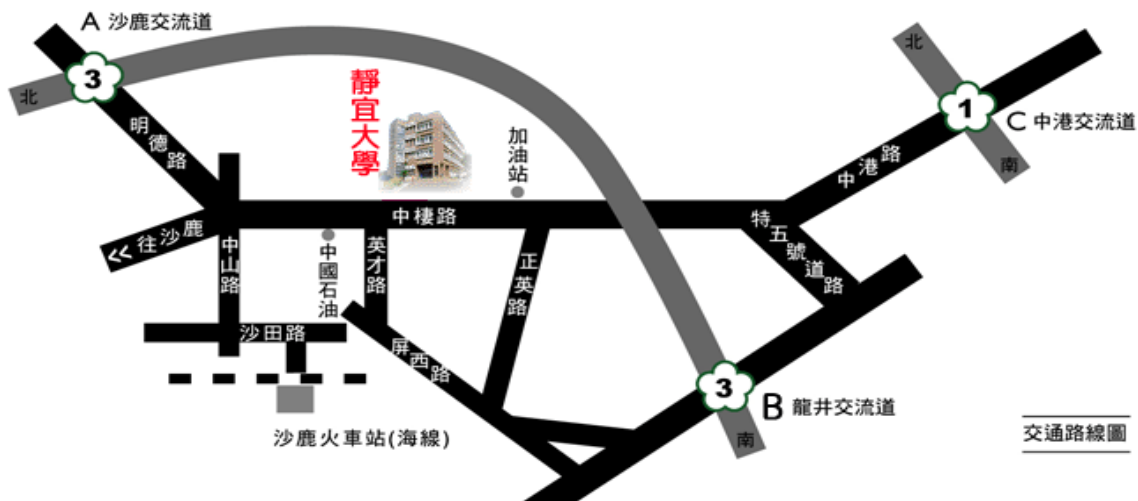 A 沙鹿交流道
3
北
明德路
往沙鹿
中山路
靜宜大學
加油站
中棲路
中國石油
英才路
正英路
沙田路
屏西路
沙鹿火車站(海線)
北
1
C 中港交流道
南
中港路
特五號道路
3
B 龍井交流道
南
交通路線圖